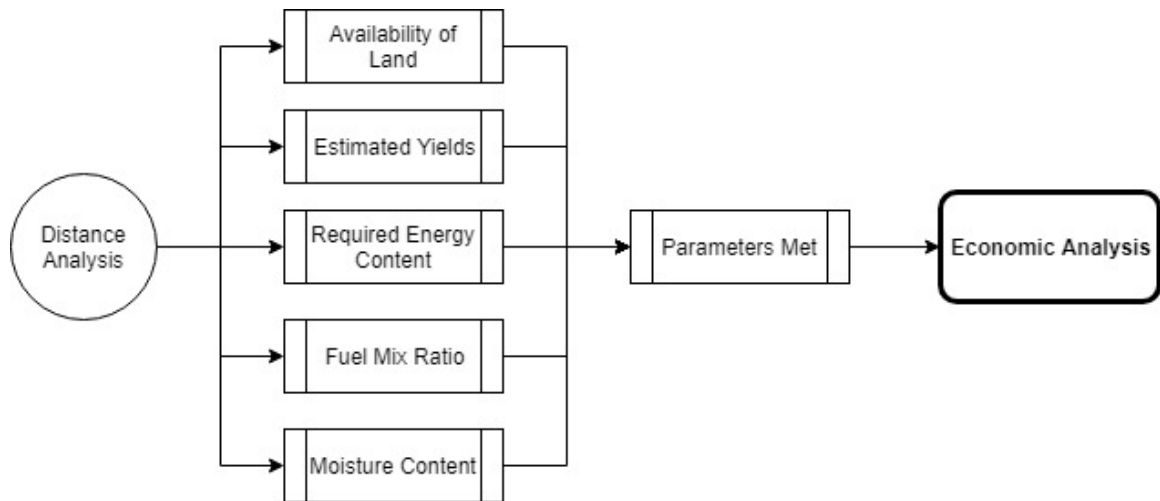 Availability of
Land
Estimated Yields
Distance
Analysis
Required Energy
Content
Parameters Met
Economic Analysis
Fuel Mix Ratio
Moisture Content